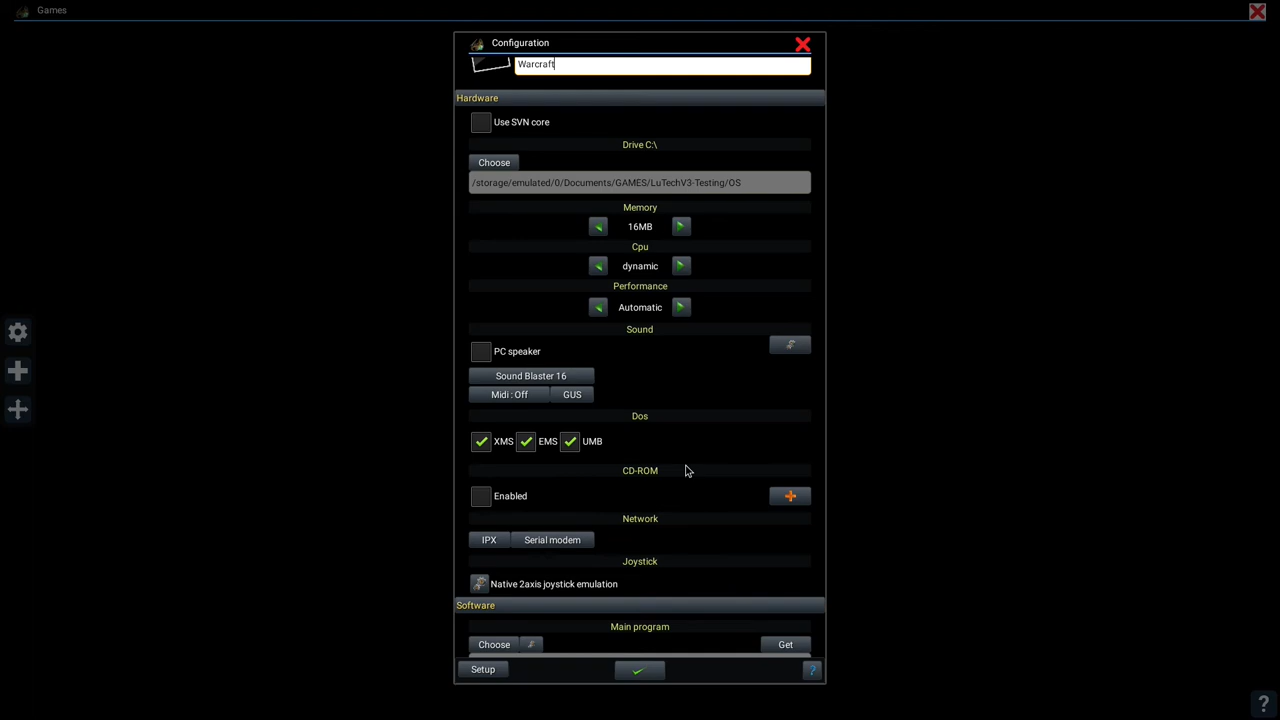 Games
Configuration
Warcraft
Hardware
Use SVN core
Drive C:\
Choose
/storage/emulated/0/Documents/GAMES/LuTechV3-Testing/OS
Memory
16MB
Cpu
dynamic
Performance
Automatic
Sound
PC speaker
Sound Blaster 16
Midi : Off GUS
Dos
XMS EMS UMB
CD-ROM
Enabled
Network
IPX Serial modem
Joystick
Native 2axis joystick emulation
Software
Main program
Choose Get
Setup ?
?